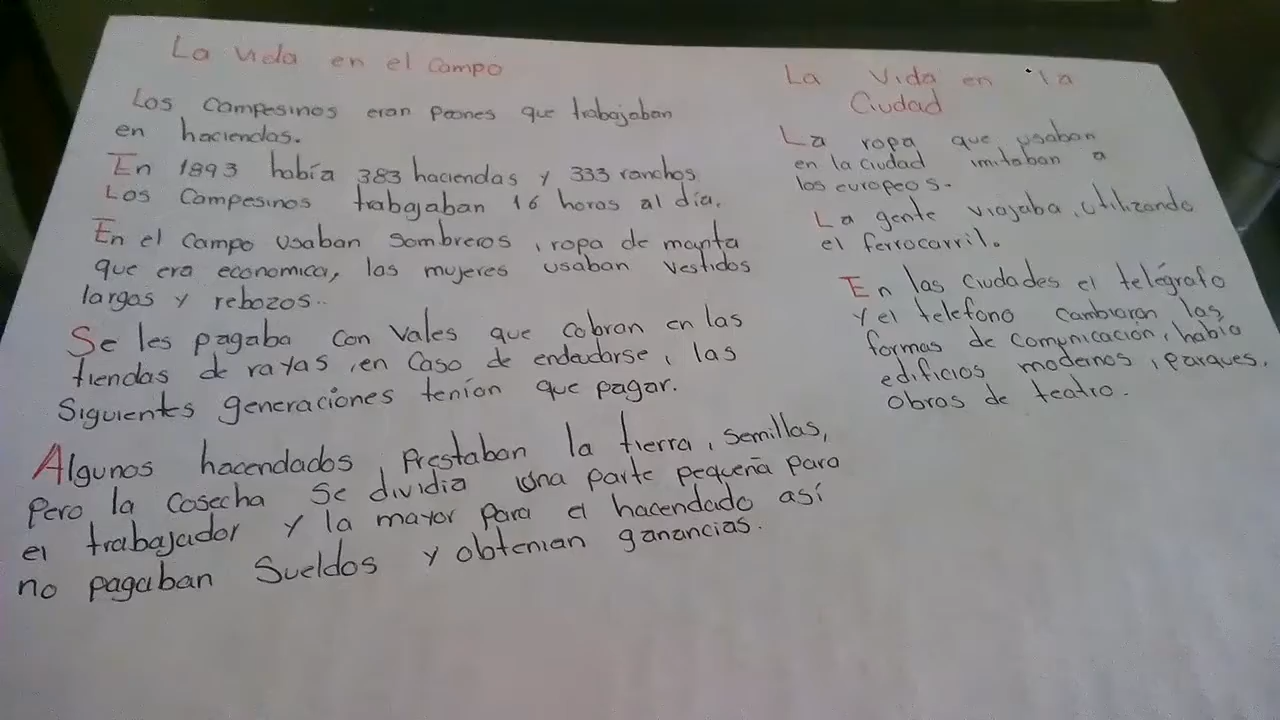 La vida en el campo
Los campesinos eran peones que trabajaban
en haciendas.
En 1893 había 383 haciendas y 333 ranchos
Los Campesinos trabajaban 16 horas al día.
En el campo usaban sombreros, ropa de manta
que era economica, las mujeres usaban vestidos
largos y rebozos..
Se les pagaba con vales que cobran en las
tiendas de rayas, en caso de endeudarse, las
Siguientes generaciones tenían que pagar.
Algunos hacendados, prestaban la tierra, semillas,
pero la cosecha se dividia una parte pequeña para
el trabajador y la mayor para el hacendado así
no pagaban Sueldos y obtenian ganancias.
La Vida en la
Ciudad
La ropa que usaban
en la ciudad imitaban a
los europeos.
La gente viajaba, utilizando
el ferrocarril.
En las ciudades el telégrafo
y el telefono cambiaron las
formas de comunicación, había
edificios modernos, parques,
obras de teatro.